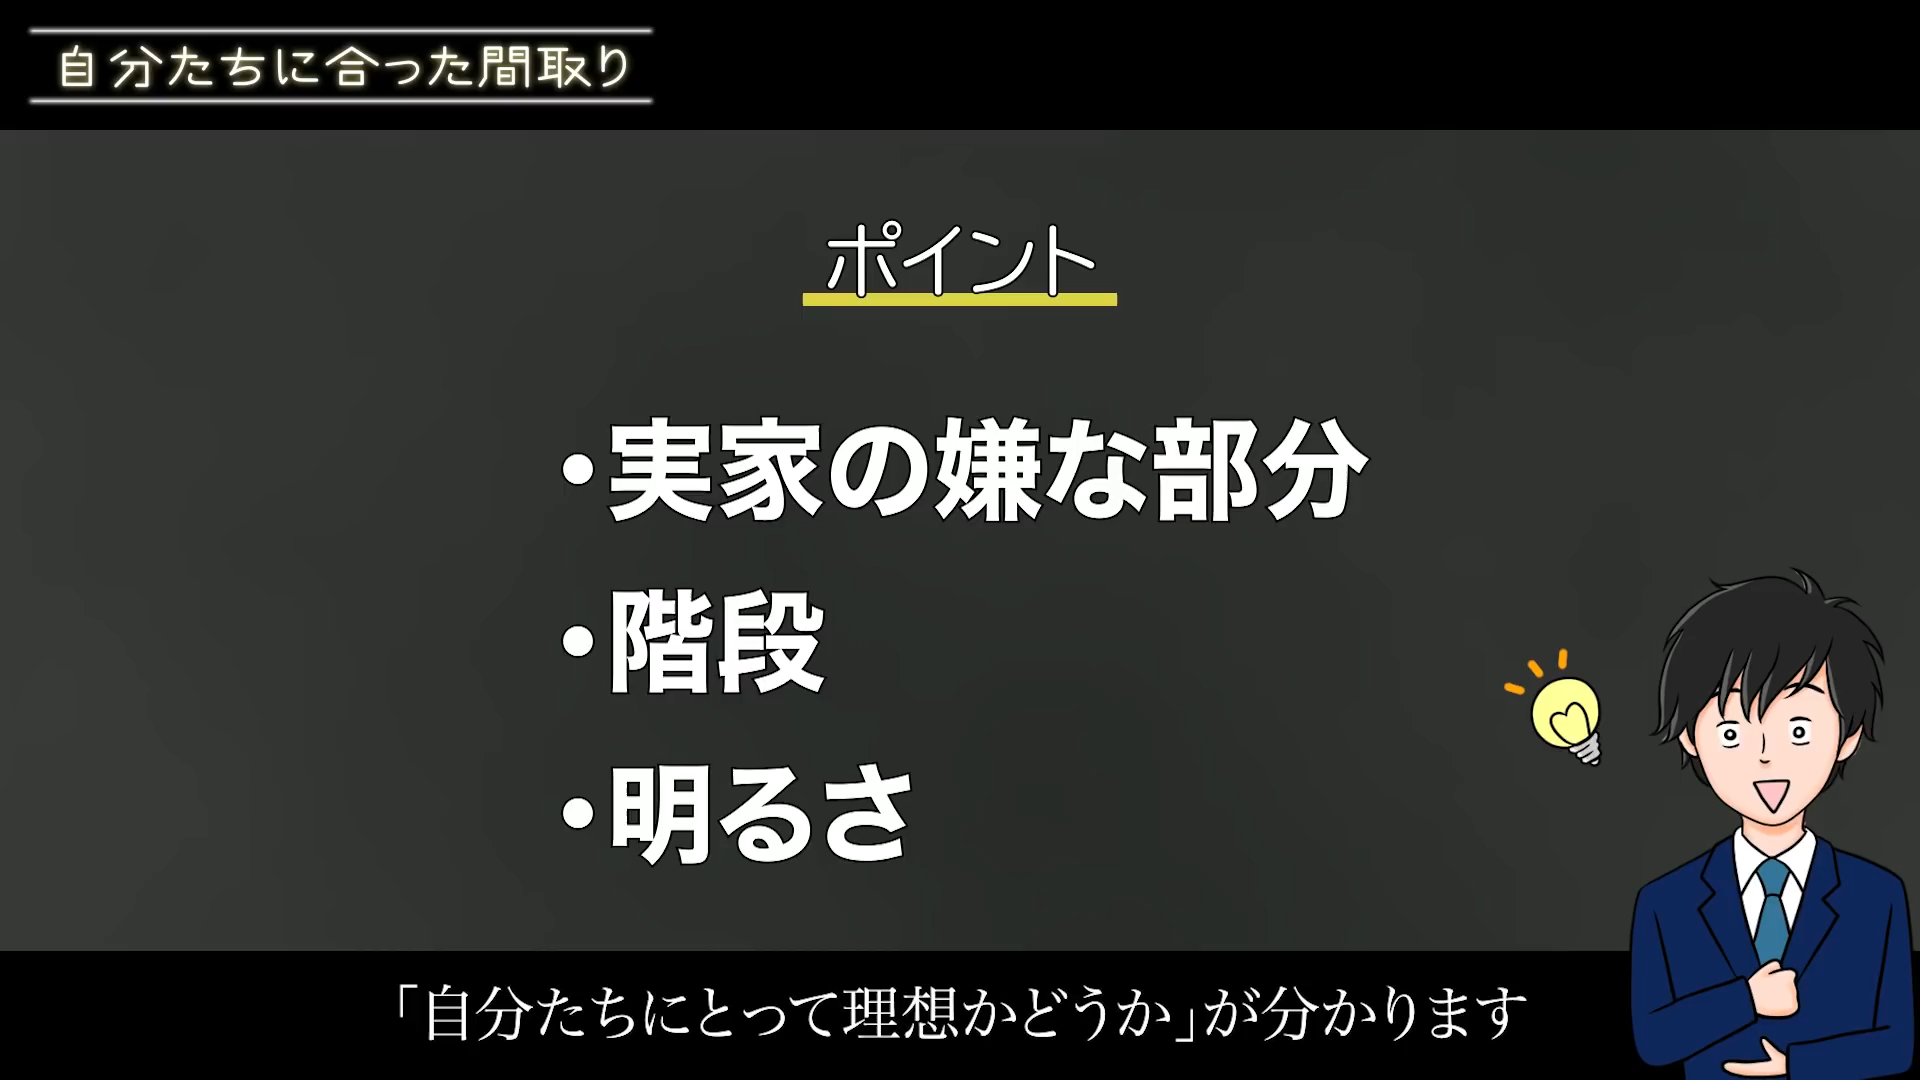 自分たちに合った間取り
ポイント
・実家の嫌な部分
・階段
・明るさ
「自分たちにとって理想かどうか」が分かります